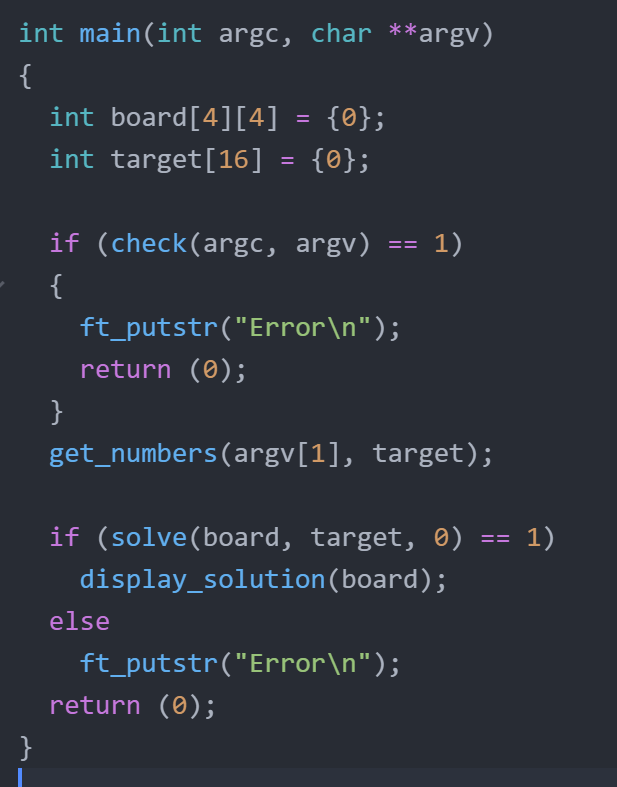 int main(int argc, char **argv)
{
  int board[4][4] = {0};
  int target[16] = {0};

  if (check(argc, argv) == 1)
  {
    ft_putstr("Error\n");
    return (0);
  }
  get_numbers(argv[1], target);

  if (solve(board, target, 0) == 1)
    display_solution(board);
  else
    ft_putstr("Error\n");
  return (0);
}